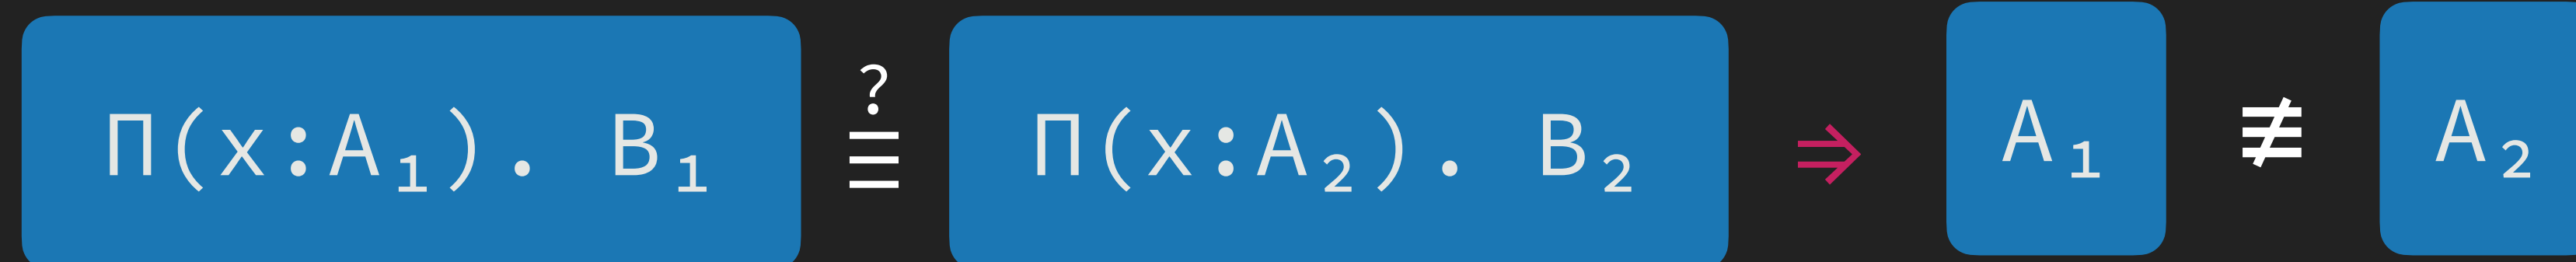 Π(x:A₁). B₁ ≟ Π(x:A₂). B₂ ⇒ A₁ ≢ A₂